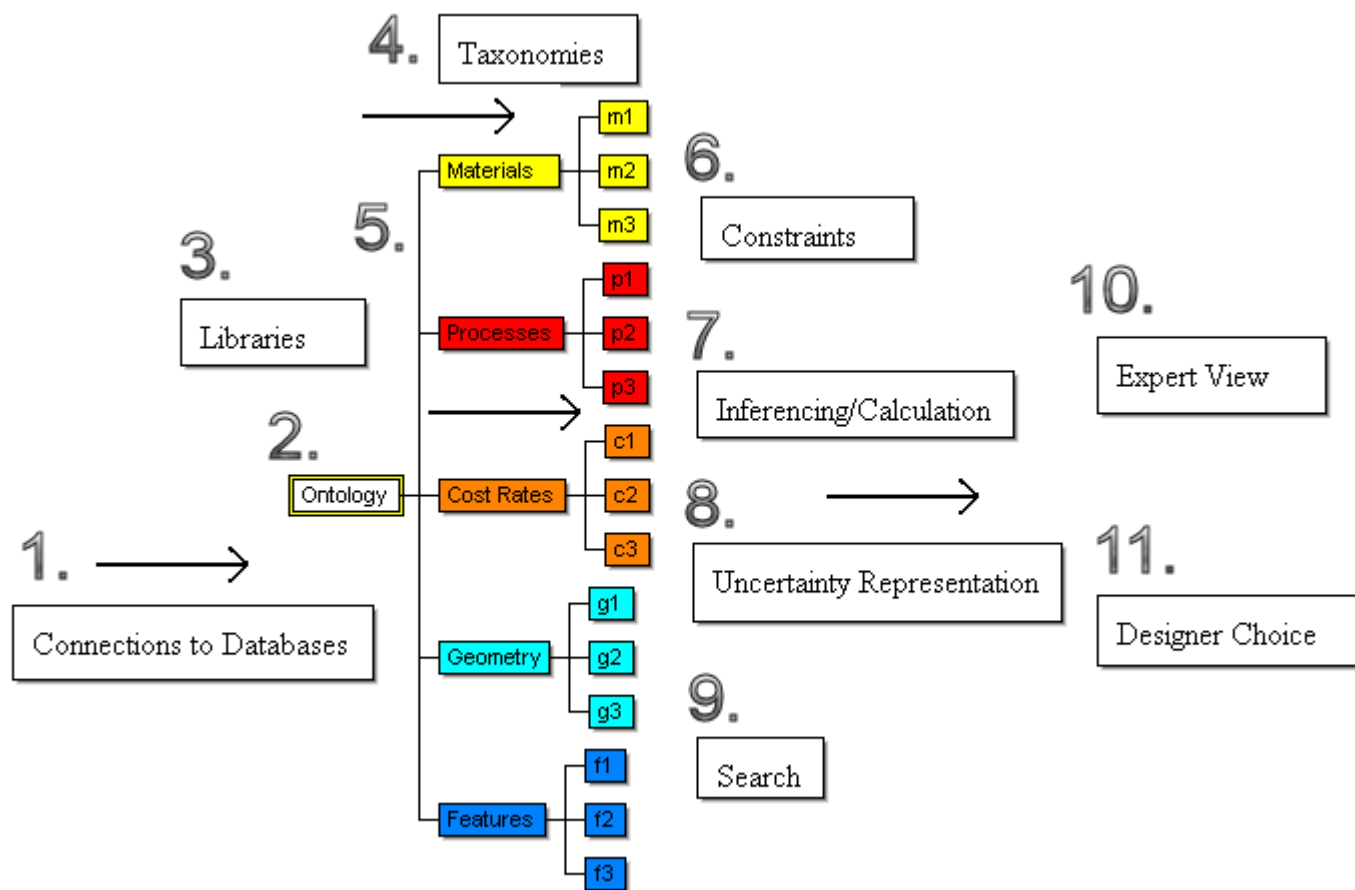 4.
Taxonomies
m1
Materials
m2
m3
6.
Constraints
5.
3.
Libraries
p1
Processes
p2
p3
10.
Expert View
7.
Inferencing/Calculation
2.
Ontology
c1
Cost Rates
c2
c3
8.
Uncertainty Representation
1.
Connections to Databases
11.
Designer Choice
g1
Geometry
g2
g3
9.
Search
f1
Features
f2
f3